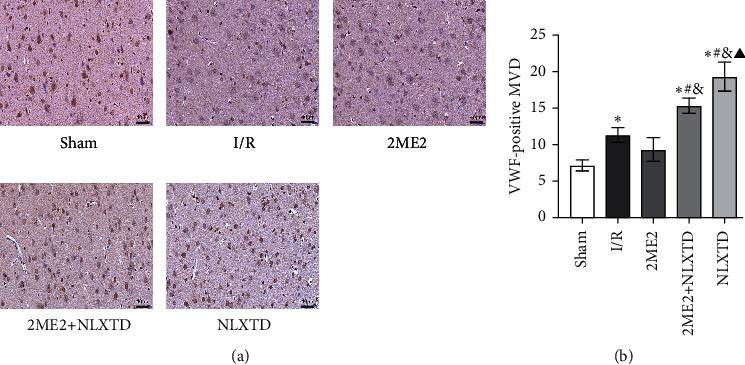 Sham
I/R
2ME2
2ME2+NLXTD
NLXTD
(a)
VWF-positive MVD
25
20
15
10
5
0
*
*#&
*#&▲
Sham
I/R
2ME2
2ME2+NLXTD
NLXTD
(b)